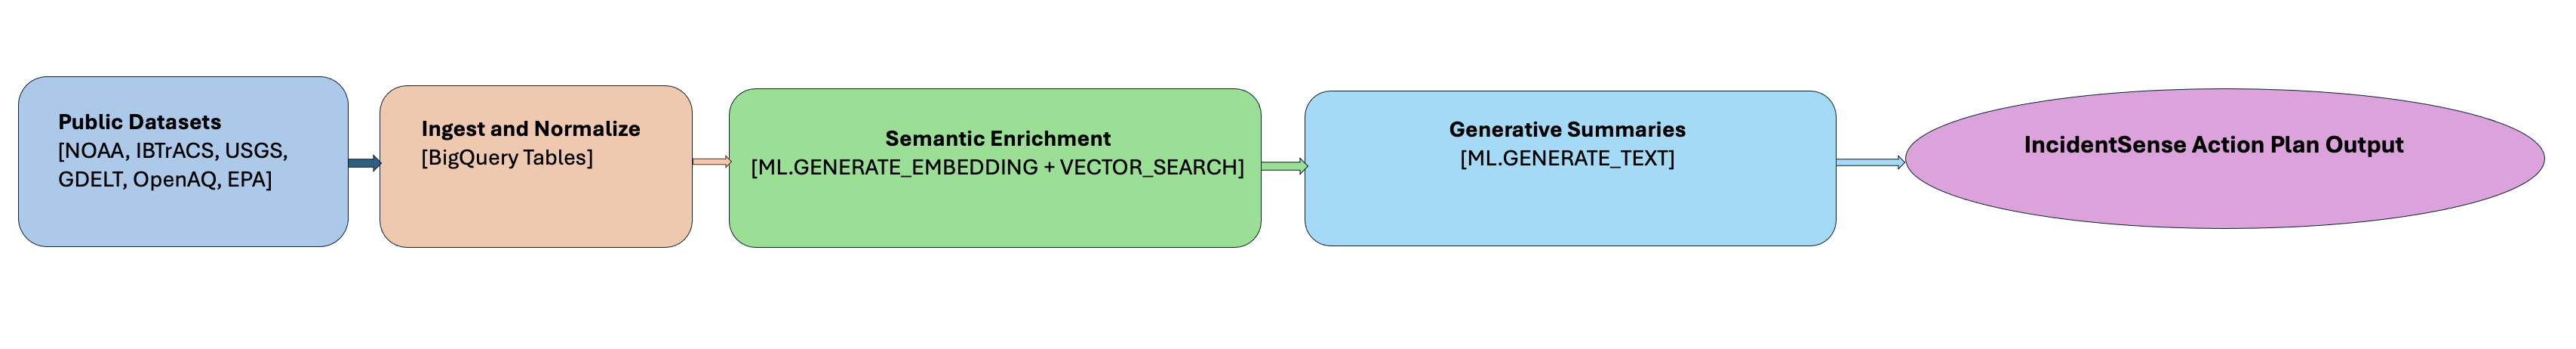 Public Datasets
[NOAA, IBTrACS, USGS,
GDELT, OpenAQ, EPA]
Ingest and Normalize
[BigQuery Tables]
Semantic Enrichment
[ML.GENERATE_EMBEDDING + VECTOR_SEARCH]
Generative Summaries
[ML.GENERATE_TEXT]
IncidentSense Action Plan Output